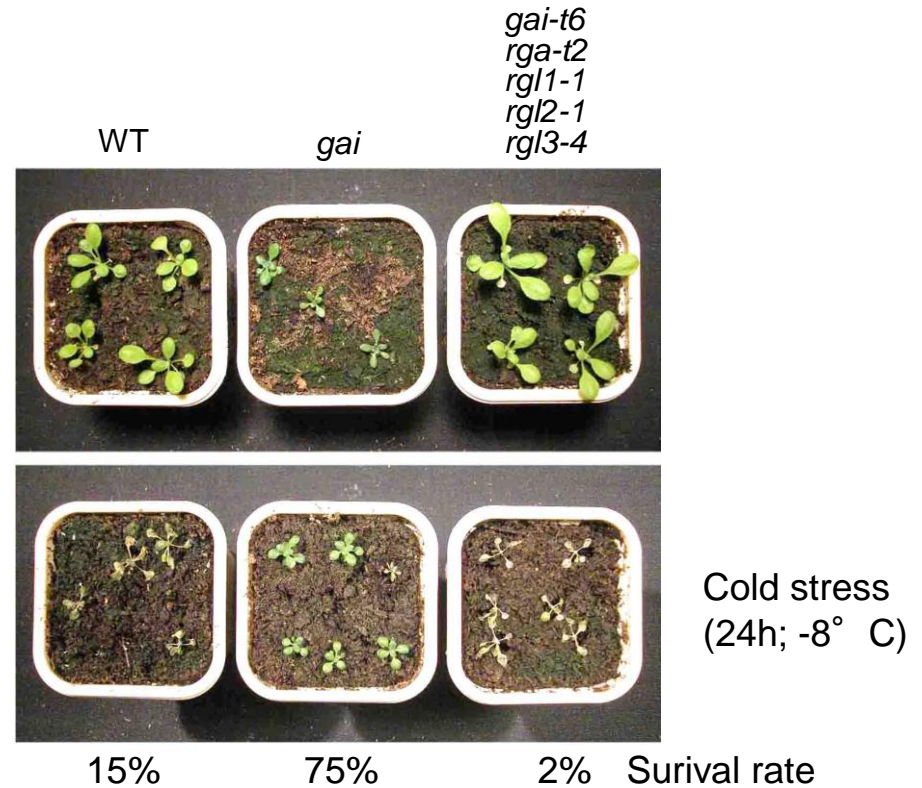 gai-t6
rga-t2
rgl1-1
rgl2-1
WT gai rgl3-4
Cold stress
(24h; -8° C)
15% 75% 2% Surival rate